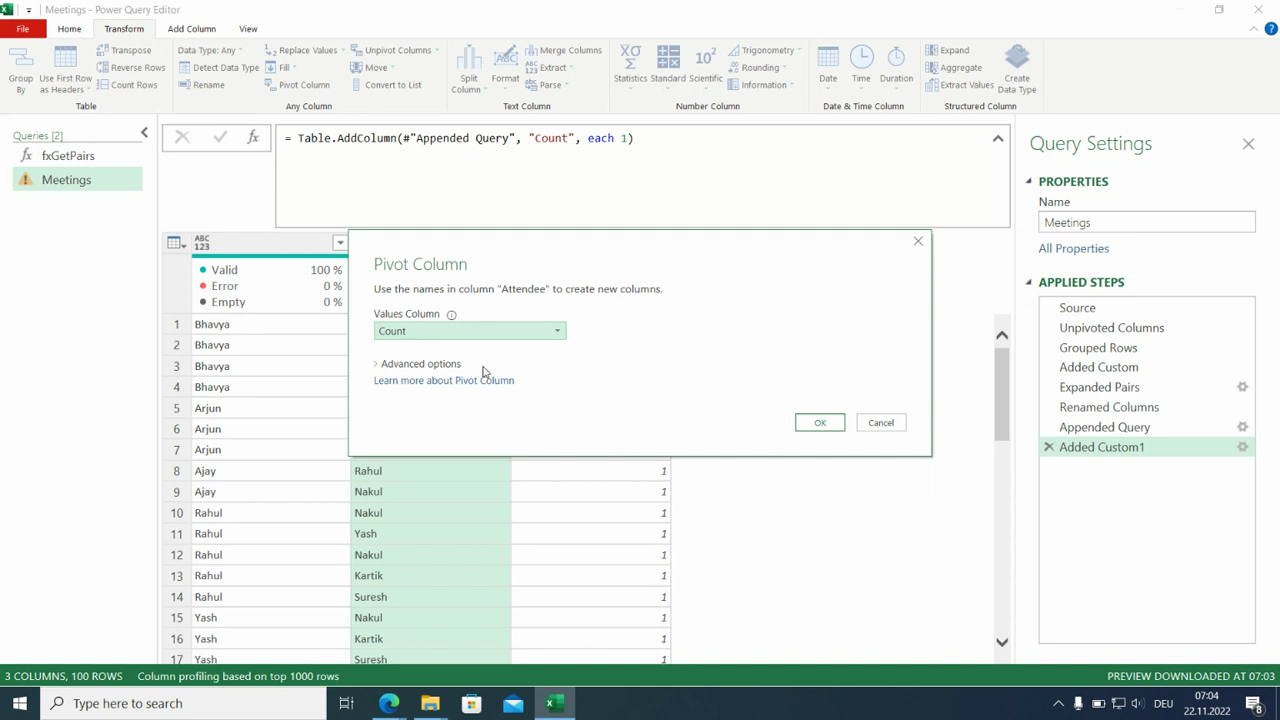 Meetings - Power Query Editor
File Home Transform Add Column View
Group By
Use First Row as Headers
Transpose
Reverse Rows
Count Rows
Table
Data Type: Any
Detect Data Type
Rename
Replace Values
Fill
Pivot Column
Unpivot Columns
Move
Convert to List
Any Column
Split Column
Format
Merge Columns
Extract
Parse
Text Column
Statistics
Standard
Scientific
Trigonometry
Rounding
Information
Number Column
Date
Time
Duration
Date & Time Column
Expand
Aggregate
Extract Values
Create Data Type
Structured Column
Queries [2]
fxGetPairs
Meetings
= Table.AddColumn(#"Appended Query", "Count", each 1)
ABC
123
Valid 100 %
Error 0 %
Empty 0 %
Pivot Column
Use the names in column "Attendee" to create new columns.
Values Column
Count
Advanced options
Learn more about Pivot Column
OK Cancel
1 Bhavya
2 Bhavya
3 Bhavya
4 Bhavya
5 Arjun
6 Arjun
7 Arjun
8 Ajay Rahul 1
9 Ajay Nakul 1
10 Rahul Nakul 1
11 Rahul Yash 1
12 Rahul Nakul 1
13 Rahul Kartik 1
14 Rahul Suresh 1
15 Yash Nakul 1
16 Yash Kartik 1
17 Yash Suresh 1
Query Settings
PROPERTIES
Name
Meetings
All Properties
APPLIED STEPS
Source
Unpivoted Columns
Grouped Rows
Added Custom
Expanded Pairs
Renamed Columns
Appended Query
Added Custom1
3 COLUMNS, 100 ROWS Column profiling based on top 1000 rows PREVIEW DOWNLOADED AT 07:03
Type here to search
DEU
07:04
22.11.2022
8